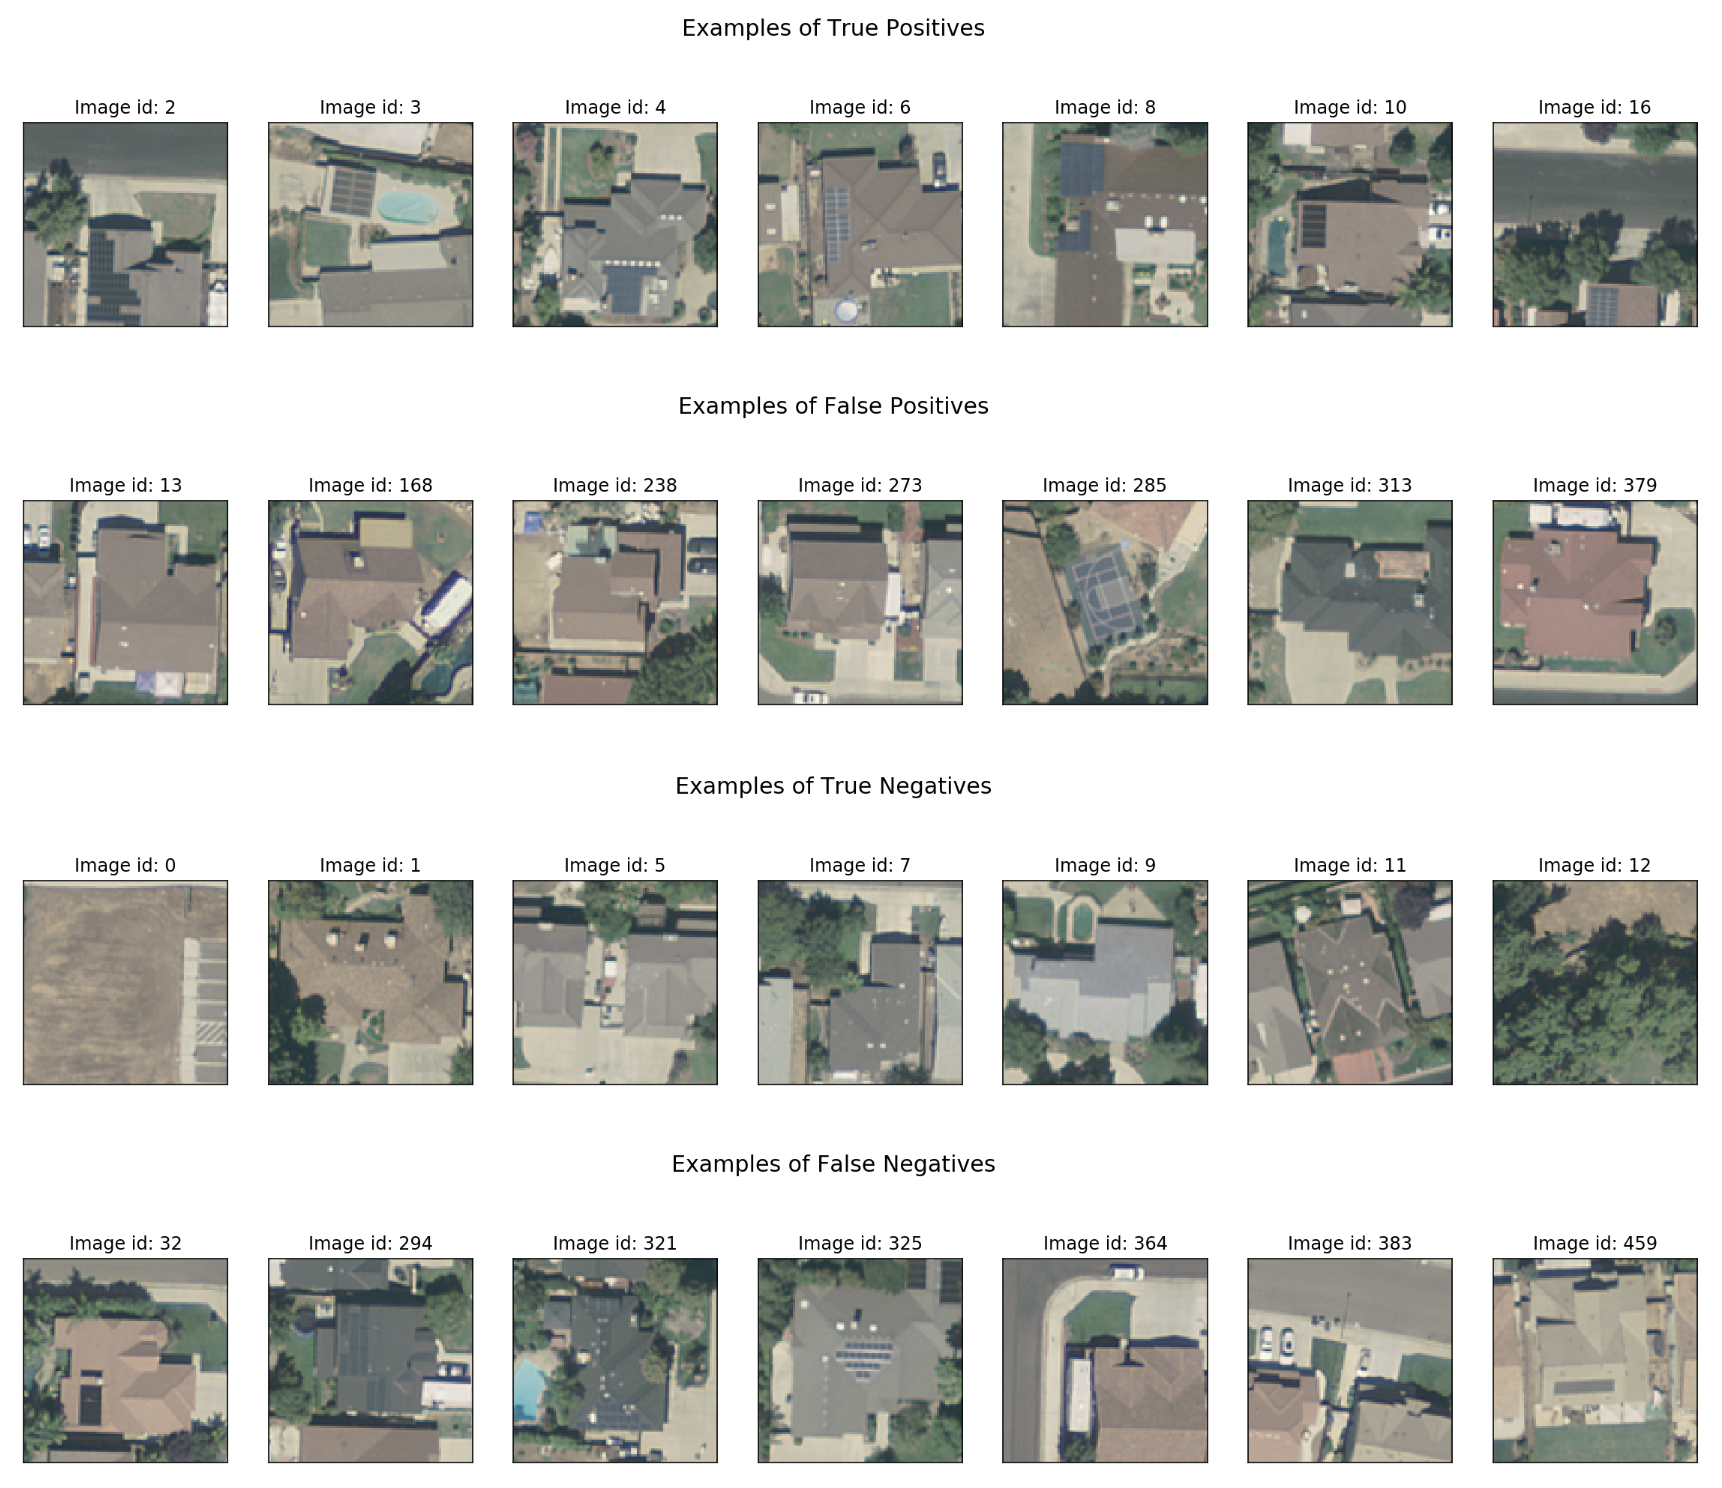 Examples of True Positives
Image id: 2 Image id: 3 Image id: 4 Image id: 6 Image id: 8 Image id: 10 Image id: 16
Examples of False Positives
Image id: 13 Image id: 168 Image id: 238 Image id: 273 Image id: 285 Image id: 313 Image id: 379
Examples of True Negatives
Image id: 0 Image id: 1 Image id: 5 Image id: 7 Image id: 9 Image id: 11 Image id: 12
Examples of False Negatives
Image id: 32 Image id: 294 Image id: 321 Image id: 325 Image id: 364 Image id: 383 Image id: 459